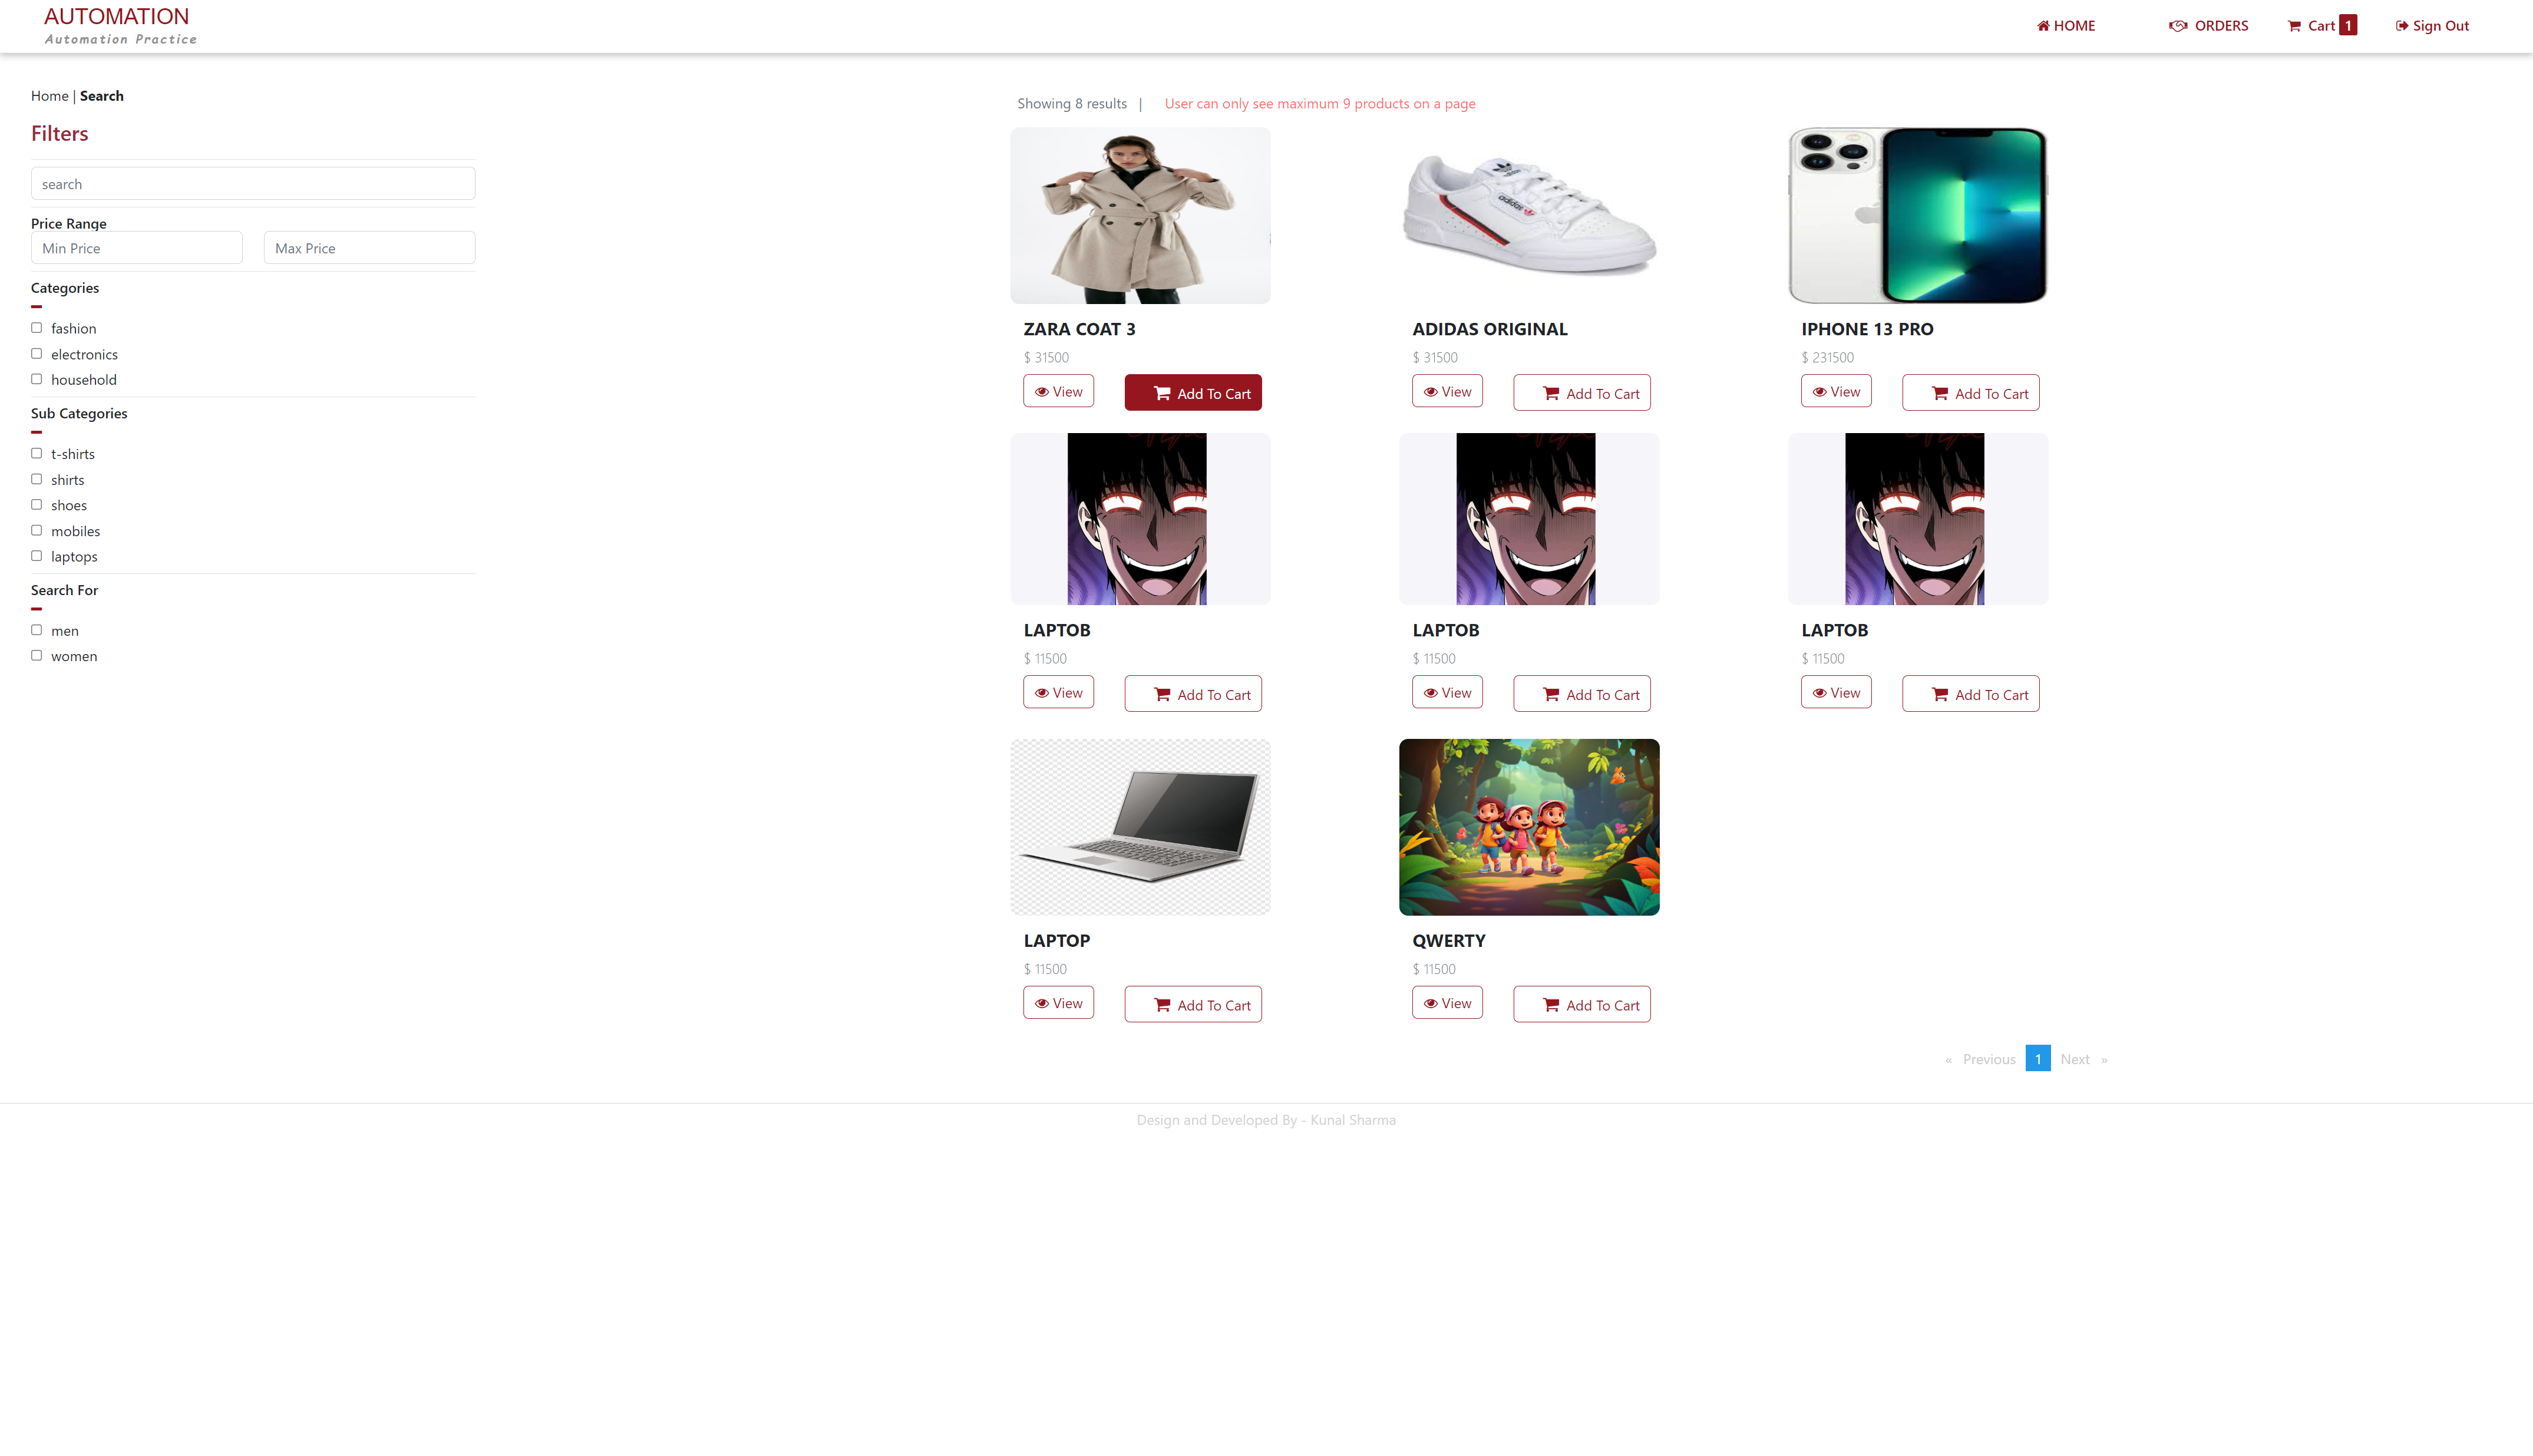 AUTOMATION
Automation Practice
HOME
ORDERS
Cart 1
Sign Out
Home | Search
Filters
search
Price Range
Min Price Max Price
Categories
fashion
electronics
household
Sub Categories
t-shirts
shirts
shoes
mobiles
laptops
Search For
men
women
Showing 8 results | User can only see maximum 9 products on a page
adidas
ZARA COAT 3
$ 31500
View Add To Cart
ADIDAS ORIGINAL
$ 31500
View Add To Cart
IPHONE 13 PRO
$ 231500
View Add To Cart
LAPTOB
$ 11500
View Add To Cart
LAPTOB
$ 11500
View Add To Cart
LAPTOB
$ 11500
View Add To Cart
LAPTOP
$ 11500
View Add To Cart
QWERTY
$ 11500
View Add To Cart
« Previous 1 Next »
Design and Developed By - Kunal Sharma